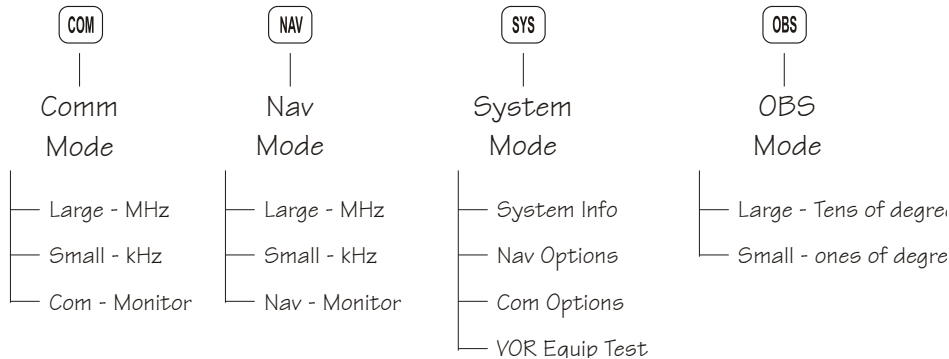 COM
NAV
SYS
OBS
Comm
Mode
Nav
Mode
System
Mode
OBS
Mode
Large - MHz
Small - kHz
Com - Monitor
Large - MHz
Small - kHz
Nav - Monitor
System Info
Nav Options
Com Options
VOR Equip Test
Large - Tens of degre
Small - ones of degre